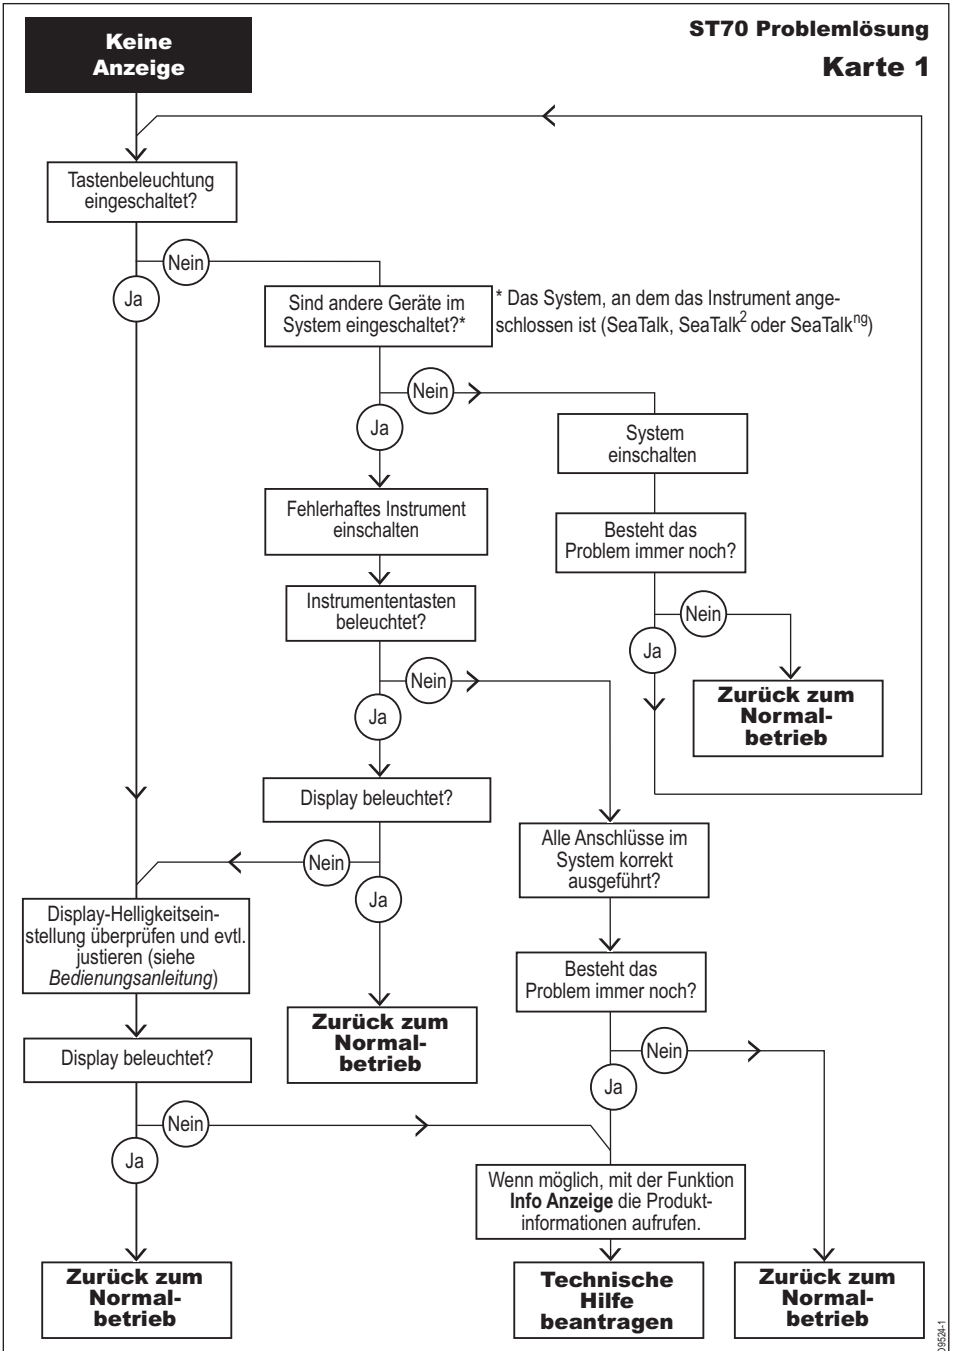 Keine
Anzeige
ST70 Problemlösung
Karte 1
Tastenbeleuchtung
eingeschaltet?
Nein
Ja
Sind andere Geräte im
System eingeschaltet?*
* Das System, an dem das Instrument ange-
schlossen ist (SeaTalk, SeaTalk2 oder SeaTalkng)
Nein
Ja
System
einschalten
Fehlerhaftes Instrument
einschalten
Besteht das
Problem immer noch?
Instrumententasten
beleuchtet?
Nein
Ja
Nein
Ja
Zurück zum
Normal-
betrieb
Display beleuchtet?
Alle Anschlüsse im
System korrekt
ausgeführt?
Nein
Ja
Display-Helligkeitsein-
stellung überprüfen und evtl.
justieren (siehe
Bedienungsanleitung)
Besteht das
Problem immer noch?
Zurück zum
Normal-
betrieb
Display beleuchtet?
Nein
Ja
Nein
Ja
Wenn möglich, mit der Funktion
Info Anzeige die Produkt-
informationen aufrufen.
Zurück zum
Normal-
betrieb
Technische
Hilfe
beantragen
Zurück zum
Normal-
betrieb
D9524-1